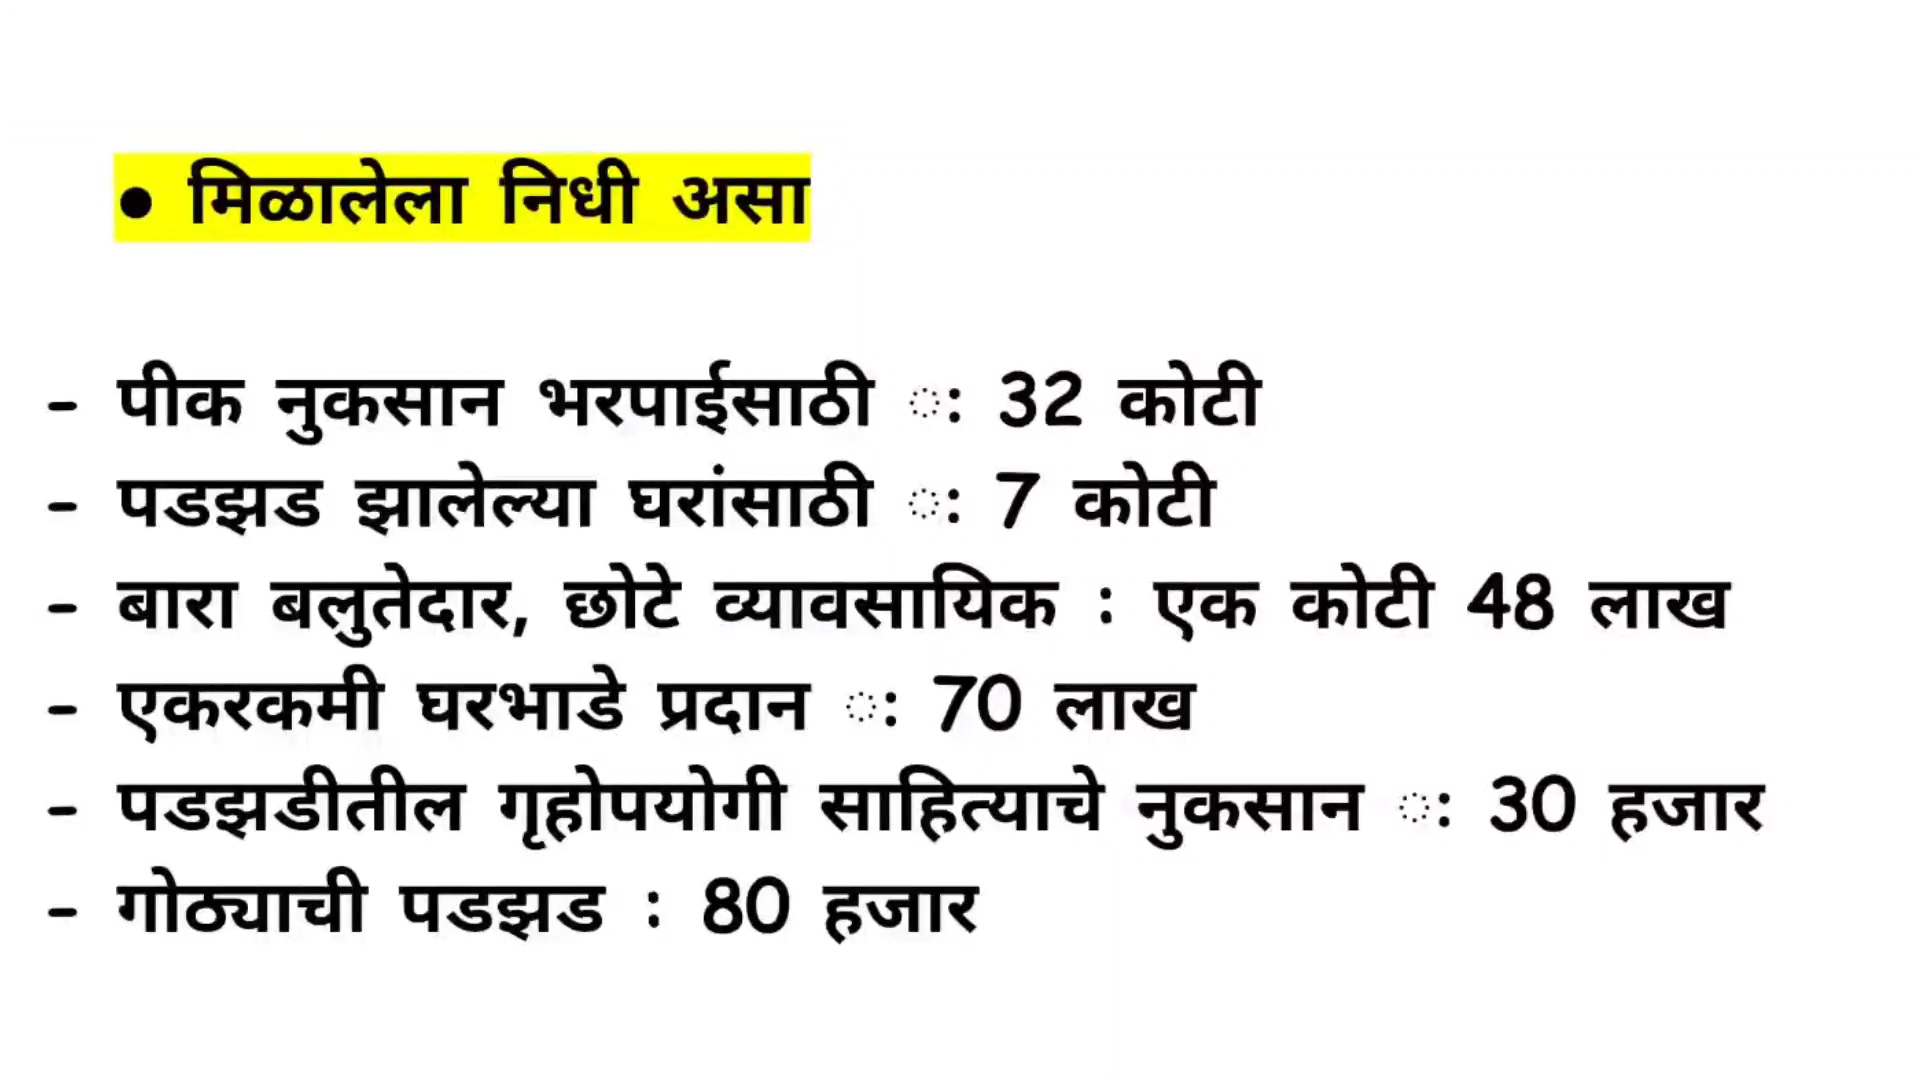 ● मिळालेला निधी असा
- पीक नुकसान भरपाईसाठी ः 32 कोटी
- पडझड झालेल्या घरांसाठी ः 7 कोटी
- बारा बलुतेदार, छोटे व्यावसायिक : एक कोटी 48 लाख
- एकरकमी घरभाडे प्रदान ः 70 लाख
- पडझडीतील गृहोपयोगी साहित्याचे नुकसान ः 30 हजार
- गोठ्याची पडझड : 80 हजार